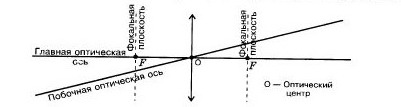 Фокальная
плоскость
Фокальная
плоскость
Главная оптическая
ось
F
O
F
Побочная оптическая ось
O — Оптический
центр